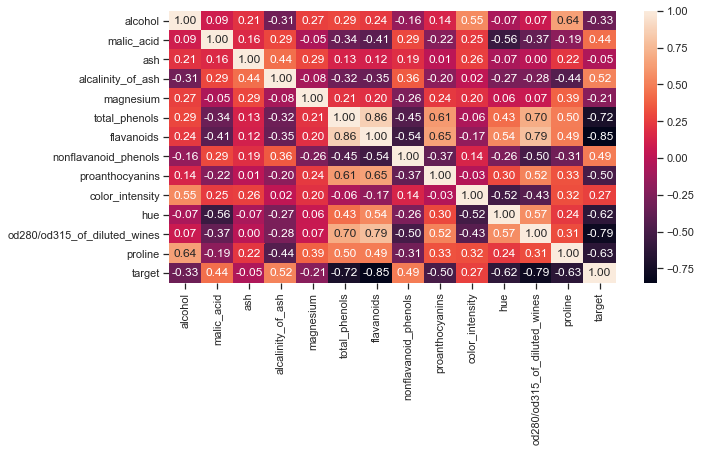 alcohol 1.00 0.09 0.21 -0.31 0.27 0.29 0.24 -0.16 0.14 0.55 -0.07 0.07 0.64 -0.33
malic_acid 0.09 1.00 0.16 0.29 -0.05 -0.34 -0.41 0.29 -0.22 0.25 -0.56 -0.37 -0.19 0.44
ash 0.21 0.16 1.00 0.44 0.29 0.13 0.12 0.19 0.01 0.26 -0.07 0.00 0.22 -0.05
alcalinity_of_ash -0.31 0.29 0.44 1.00 -0.08 -0.32 -0.35 0.36 -0.20 0.02 -0.27 -0.28 -0.44 0.52
magnesium 0.27 -0.05 0.29 -0.08 1.00 0.21 0.20 -0.26 0.24 0.20 0.06 0.07 0.39 -0.21
total_phenols 0.29 -0.34 0.13 -0.32 0.21 1.00 0.86 -0.45 0.61 -0.06 0.43 0.70 0.50 -0.72
flavanoids 0.24 -0.41 0.12 -0.35 0.20 0.86 1.00 -0.54 0.65 -0.17 0.54 0.79 0.49 -0.85
nonflavanoid_phenols -0.16 0.29 0.19 0.36 -0.26 -0.45 -0.54 1.00 -0.37 0.14 -0.26 -0.50 -0.31 0.49
proanthocyanins 0.14 -0.22 0.01 -0.20 0.24 0.61 0.65 -0.37 1.00 -0.03 0.30 0.52 0.33 -0.50
color_intensity 0.55 0.25 0.26 0.02 0.20 -0.06 -0.17 0.14 -0.03 1.00 -0.52 -0.43 0.32 0.27
hue -0.07 -0.56 -0.07 -0.27 0.06 0.43 0.54 -0.26 0.30 -0.52 1.00 0.57 0.24 -0.62
od280/od315_of_diluted_wines 0.07 -0.37 0.00 -0.28 0.07 0.70 0.79 -0.50 0.52 -0.43 0.57 1.00 0.31 -0.79
proline 0.64 -0.19 0.22 -0.44 0.39 0.50 0.49 -0.31 0.33 0.32 0.24 0.31 1.00 -0.63
target -0.33 0.44 -0.05 0.52 -0.21 -0.72 -0.85 0.49 -0.50 0.27 -0.62 -0.79 -0.63 1.00
alcohol
malic_acid
ash
alcalinity_of_ash
magnesium
total_phenols
flavanoids
nonflavanoid_phenols
proanthocyanins
color_intensity
hue
od280/od315_of_diluted_wines
proline
target
1.00
0.75
0.50
0.25
0.00
-0.25
-0.50
-0.75